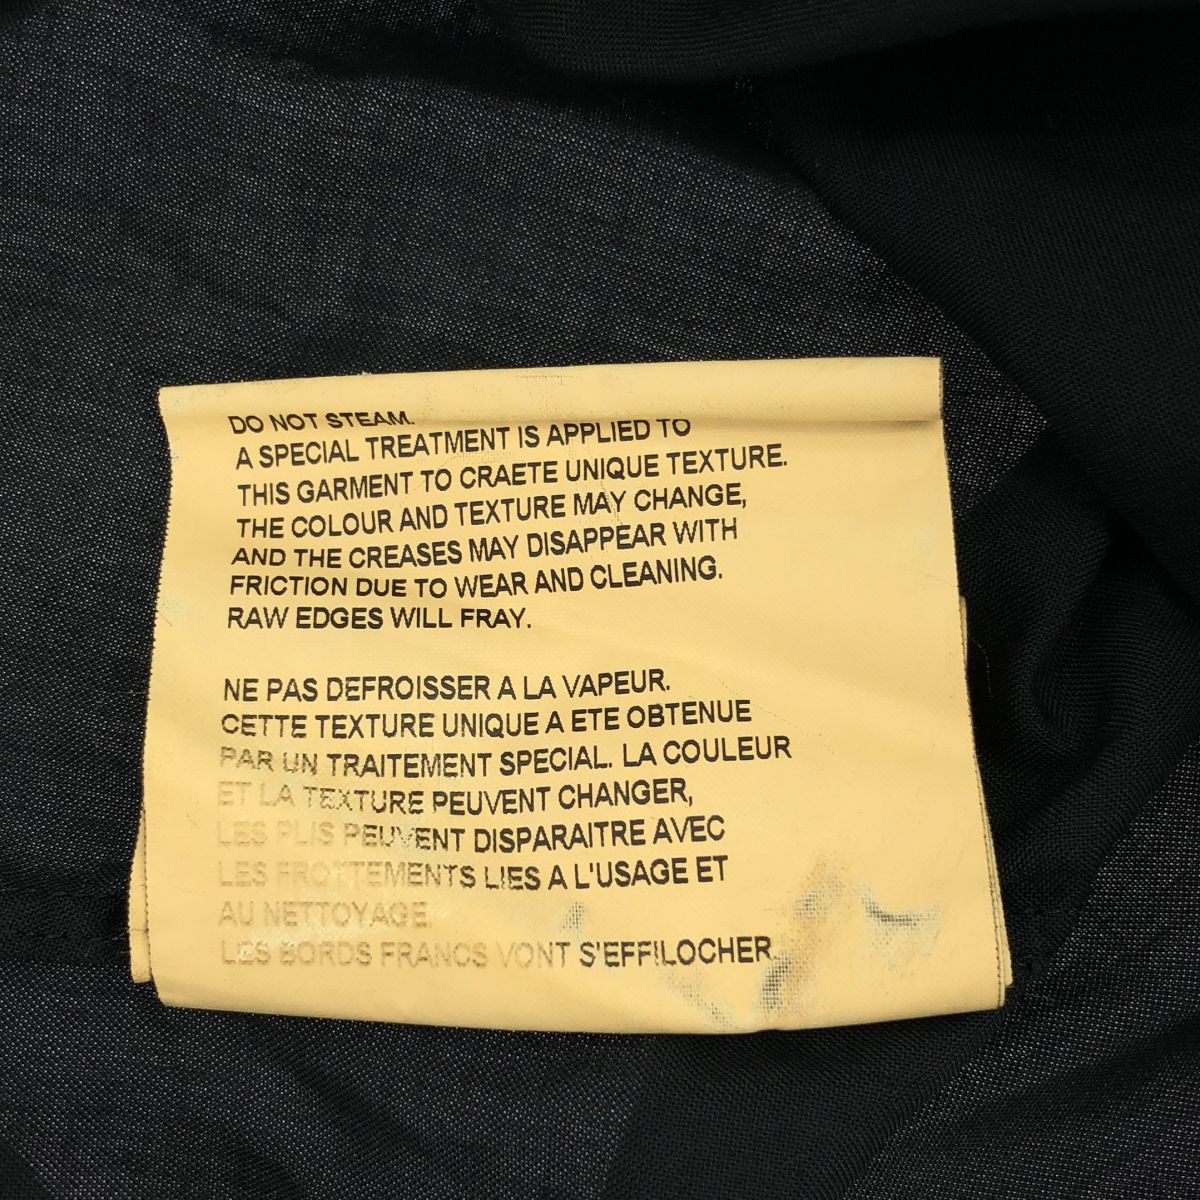 DO NOT STEAM.
A SPECIAL TREATMENT IS APPLIED TO
THIS GARMENT TO CRAETE UNIQUE TEXTURE.
THE COLOUR AND TEXTURE MAY CHANGE,
AND THE CREASES MAY DISAPPEAR WITH
FRICTION DUE TO WEAR AND CLEANING.
RAW EDGES WILL FRAY.
NE PAS DEFROISSER A LA VAPEUR.
CETTE TEXTURE UNIQUE A ETE OBTENUE
PAR UN TRAITEMENT SPECIAL. LA COULEUR
ET LA TEXTURE PEUVENT CHANGER,
LES PLIS PEUVENT DISPARAITRE AVEC
LES FROTTEMENTS LIES A L'USAGE ET
AU NETTOYAGE
LES BORDS FRANCS VONT S'EFFILOCHER.